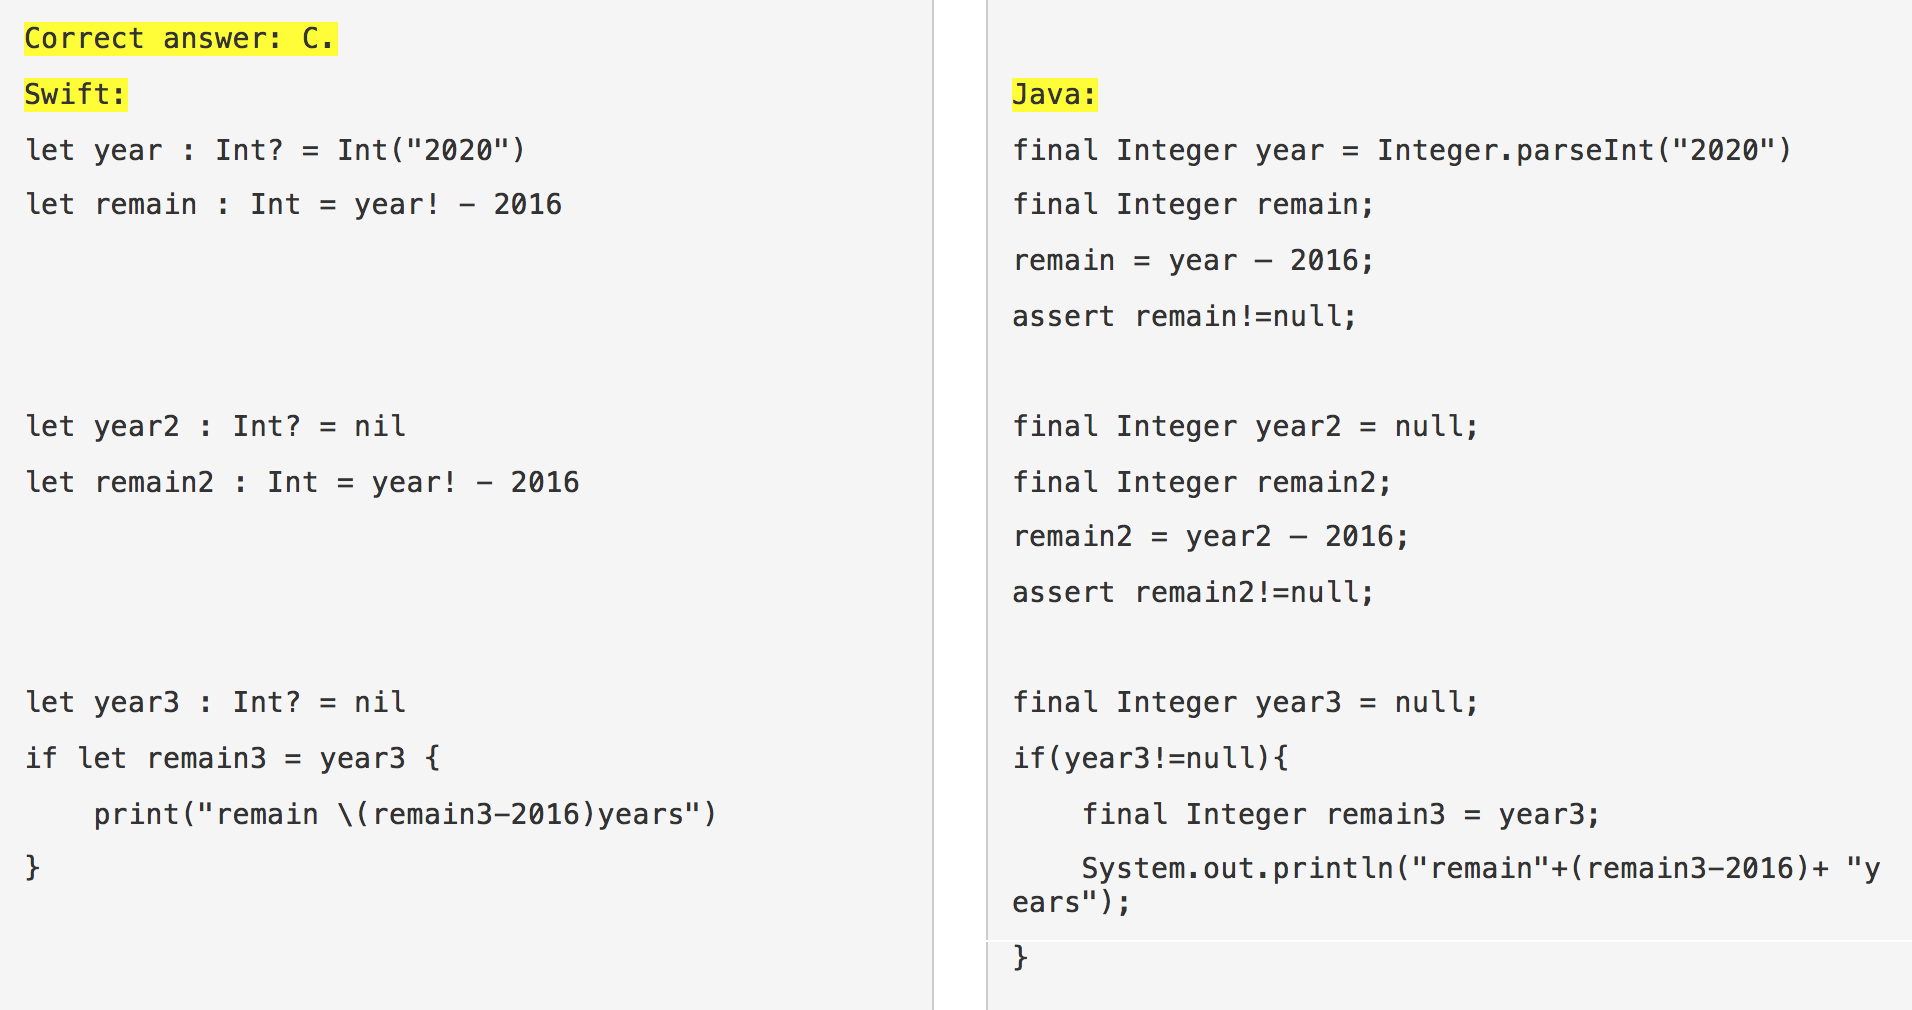 Correct answer: C.
Swift:
let year : Int? = Int("2020")
let remain : Int = year! - 2016
let year2 : Int? = nil
let remain2 : Int = year! - 2016
let year3 : Int? = nil
if let remain3 = year3 {
    print("remain \(remain3-2016)years")
}
Java:
final Integer year = Integer.parseInt("2020")
final Integer remain;
remain = year – 2016;
assert remain!=null;
final Integer year2 = null;
final Integer remain2;
remain2 = year2 – 2016;
assert remain2!=null;
final Integer year3 = null;
if(year3!=null){
    final Integer remain3 = year3;
    System.out.println("remain"+(remain3-2016)+ "y
ears");
}